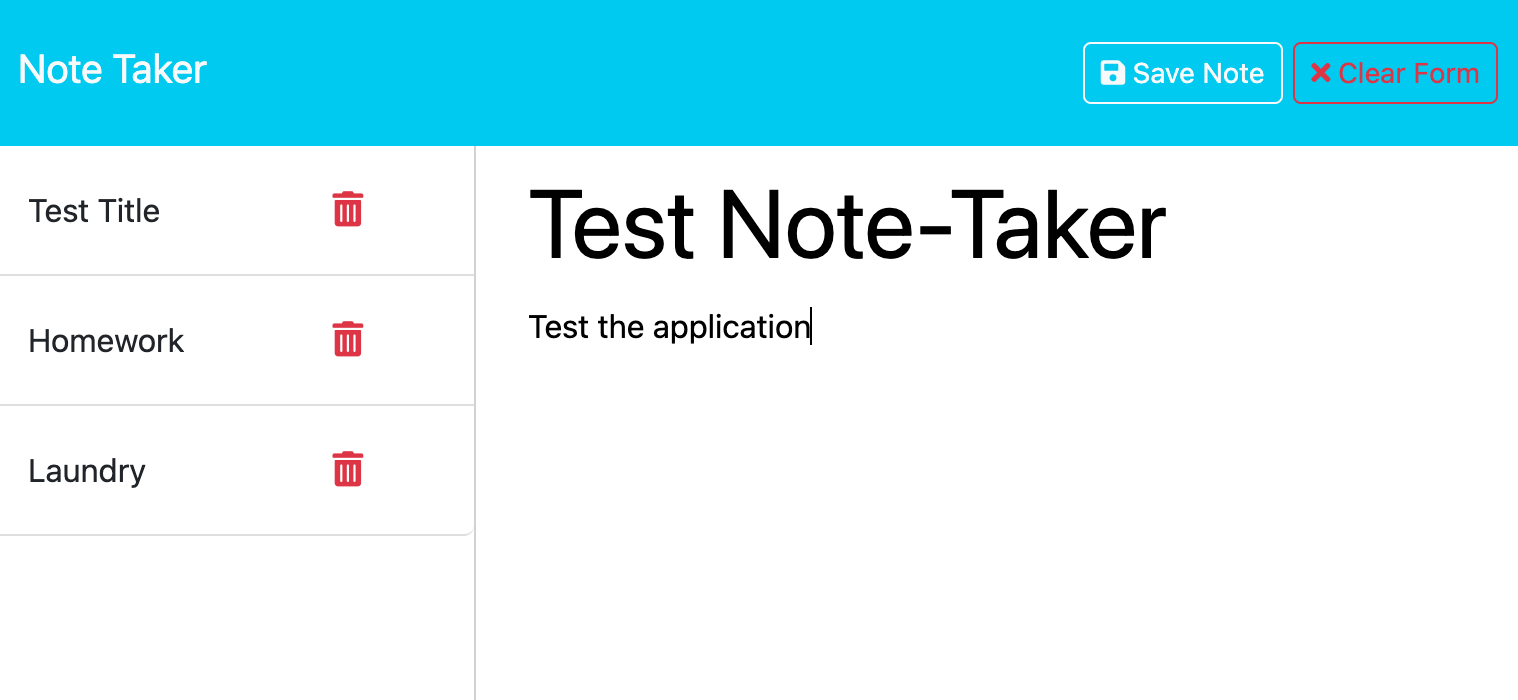 Note Taker
Save Note
Clear Form
Test Title
Homework
Laundry
Test Note-Taker
Test the application